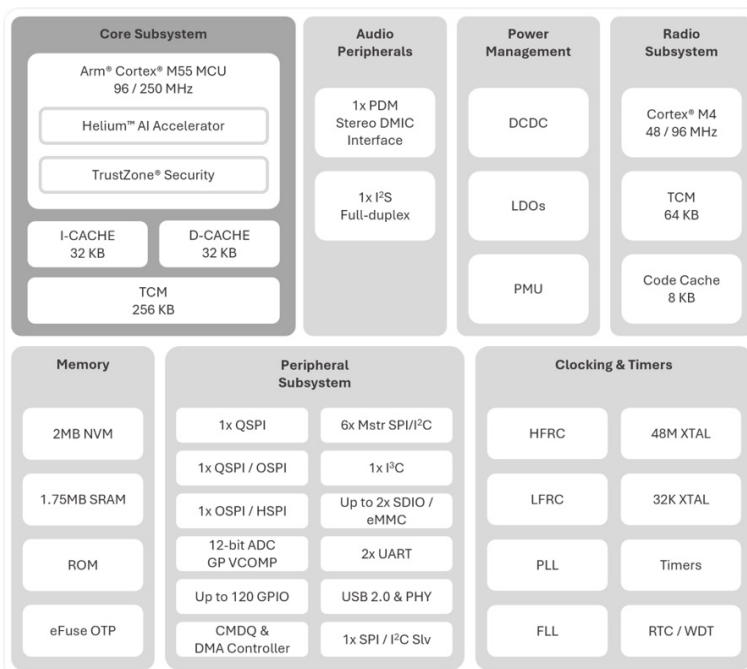 Core Subsystem
Arm® Cortex® M55 MCU
96 / 250 MHz
Helium™ AI Accelerator
TrustZone® Security
I-CACHE
32 KB
D-CACHE
32 KB
TCM
256 KB
Audio
Peripherals
1x PDM
Stereo DMIC
Interface
1x I²S
Full-duplex
Power
Management
DCDC
LDOs
PMU
Radio
Subsystem
Cortex® M4
48 / 96 MHz
TCM
64 KB
Code Cache
8 KB
Memory
2MB NVM
1.75MB SRAM
ROM
eFuse OTP
Peripheral
Subsystem
1x QSPI
6x Mstr SPI/I²C
1x QSPI / OSPI
1x I³C
1x OSPI / HSPI
Up to 2x SDIO /
eMMC
12-bit ADC
GP VCOMP
2x UART
Up to 120 GPIO
USB 2.0 & PHY
CMDQ &
DMA Controller
1x SPI / I²C Slv
Clocking & Timers
HFRC
48M XTAL
LFRC
32K XTAL
PLL
Timers
FLL
RTC / WDT